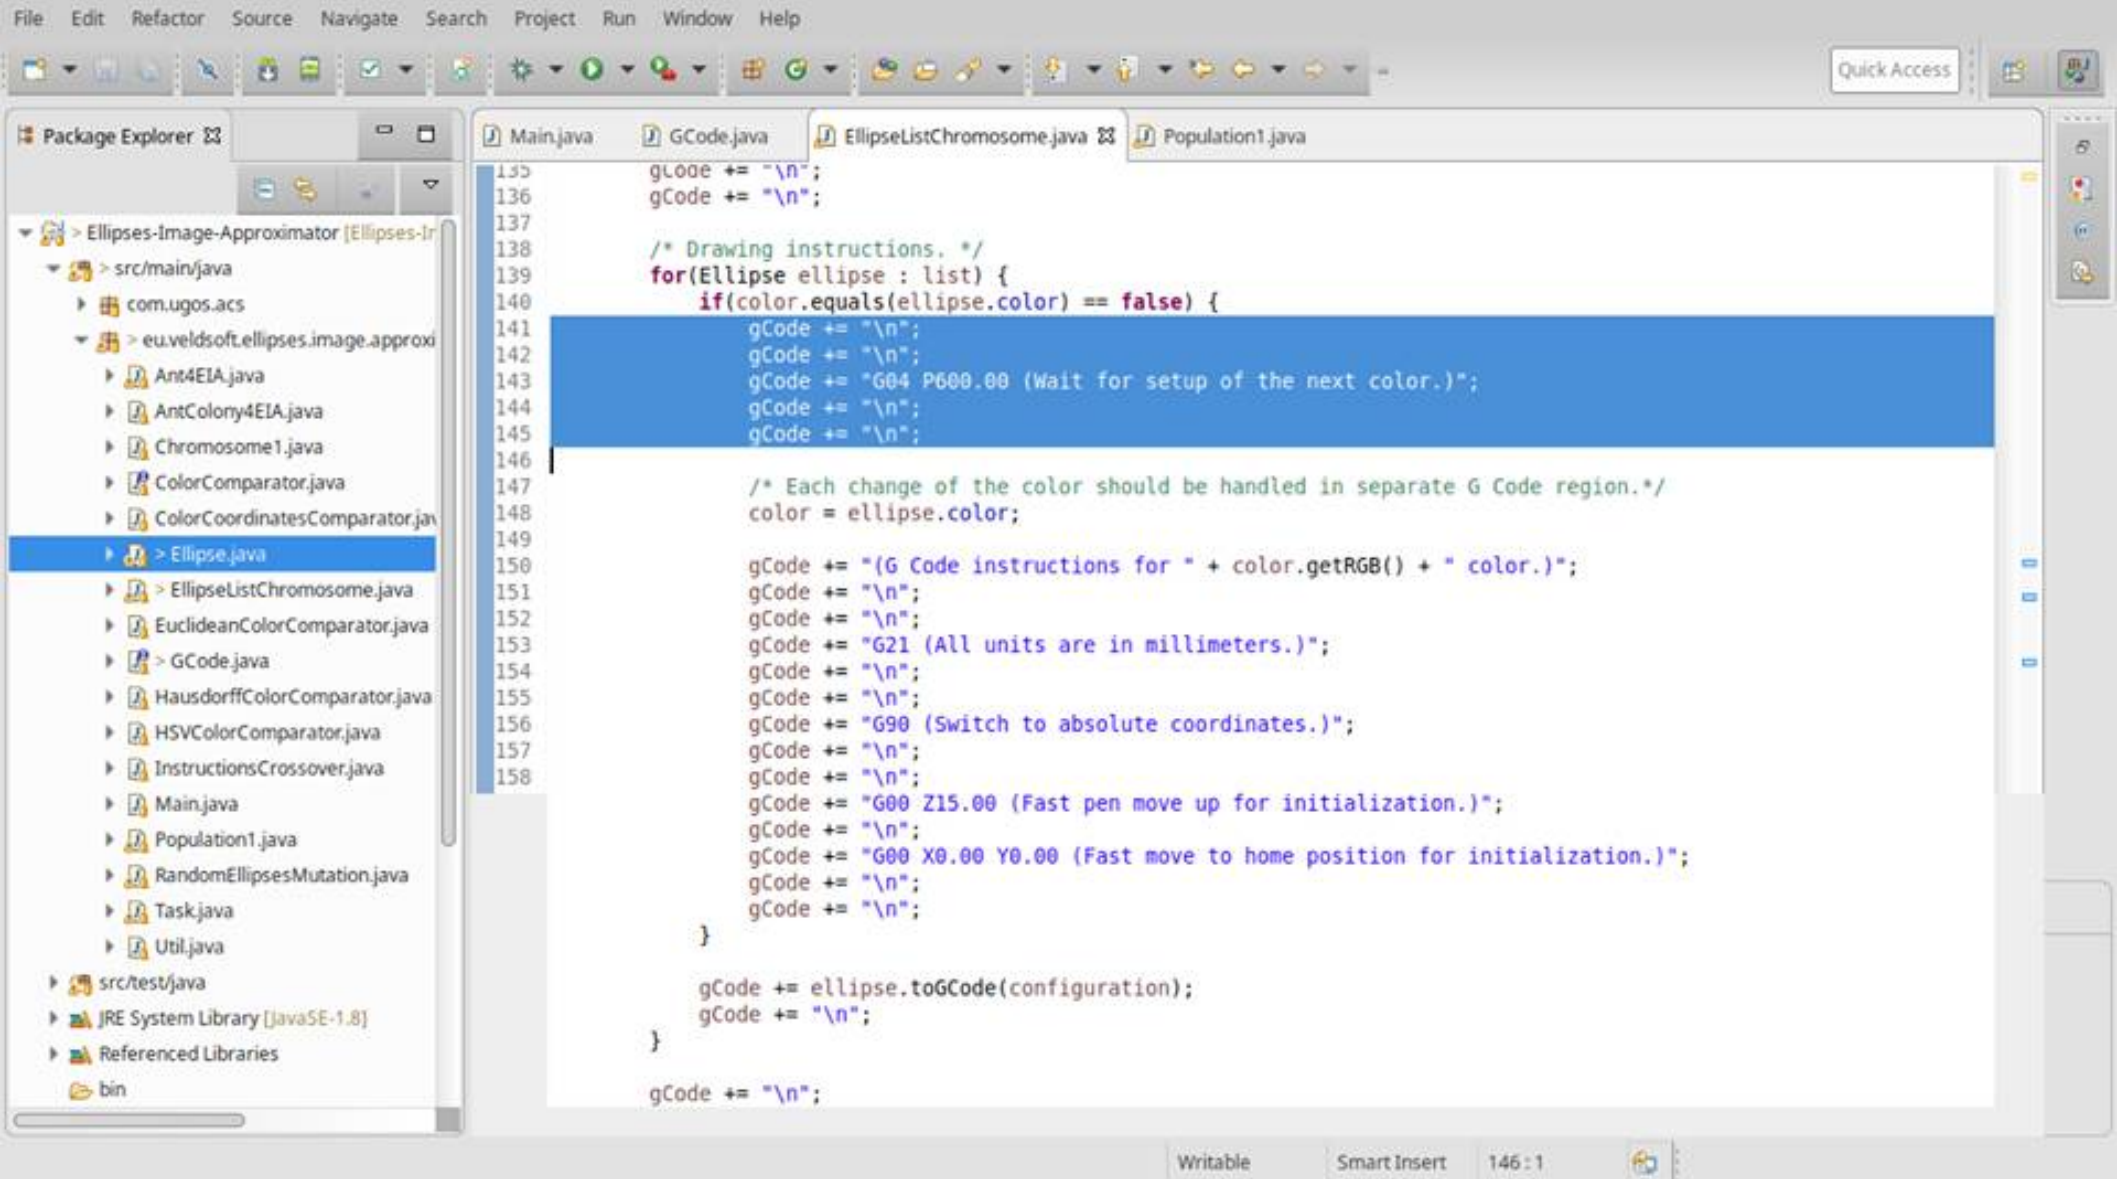 File Edit Refactor Source Navigate Search Project Run Window Help
Quick Access
Package Explorer
Main.java GCode.java EllipseListChromosome.java Population1.java
> Ellipses-Image-Approximator [Ellipses-Ir
> src/main/java
com.ugos.acs
> eu.veldsoft.ellipses.image.approxi
Ant4EIA.java
AntColony4EIA.java
Chromosome1.java
ColorComparator.java
ColorCoordinatesComparator.jav
> Ellipse.java
> EllipseListChromosome.java
EuclideanColorComparator.java
> GCode.java
HausdorffColorComparator.java
HSVColorComparator.java
InstructionsCrossover.java
Main.java
Population1.java
RandomEllipsesMutation.java
Task.java
Util.java
src/test/java
JRE System Library [JavaSE-1.8]
Referenced Libraries
bin
135 gCode += "\n";
136 gCode += "\n";
137
138 /* Drawing instructions. */
139 for(Ellipse ellipse : list) {
140 if(color.equals(ellipse.color) == false) {
141 gCode += "\n";
142 gCode += "\n";
143 gCode += "G04 P600.00 (Wait for setup of the next color.)";
144 gCode += "\n";
145 gCode += "\n";
146
147 /* Each change of the color should be handled in separate G Code region.*/
148 color = ellipse.color;
149
150 gCode += "(G Code instructions for " + color.getRGB() + " color.)";
151 gCode += "\n";
152 gCode += "\n";
153 gCode += "G21 (All units are in millimeters.)";
154 gCode += "\n";
155 gCode += "\n";
156 gCode += "G90 (Switch to absolute coordinates.)";
157 gCode += "\n";
158 gCode += "\n";
gCode += "G00 Z15.00 (Fast pen move up for initialization.)";
gCode += "\n";
gCode += "G00 X0.00 Y0.00 (Fast move to home position for initialization.)";
gCode += "\n";
gCode += "\n";
}
gCode += ellipse.toGCode(configuration);
gCode += "\n";
}
gCode += "\n";
Writable Smart Insert 146 : 1